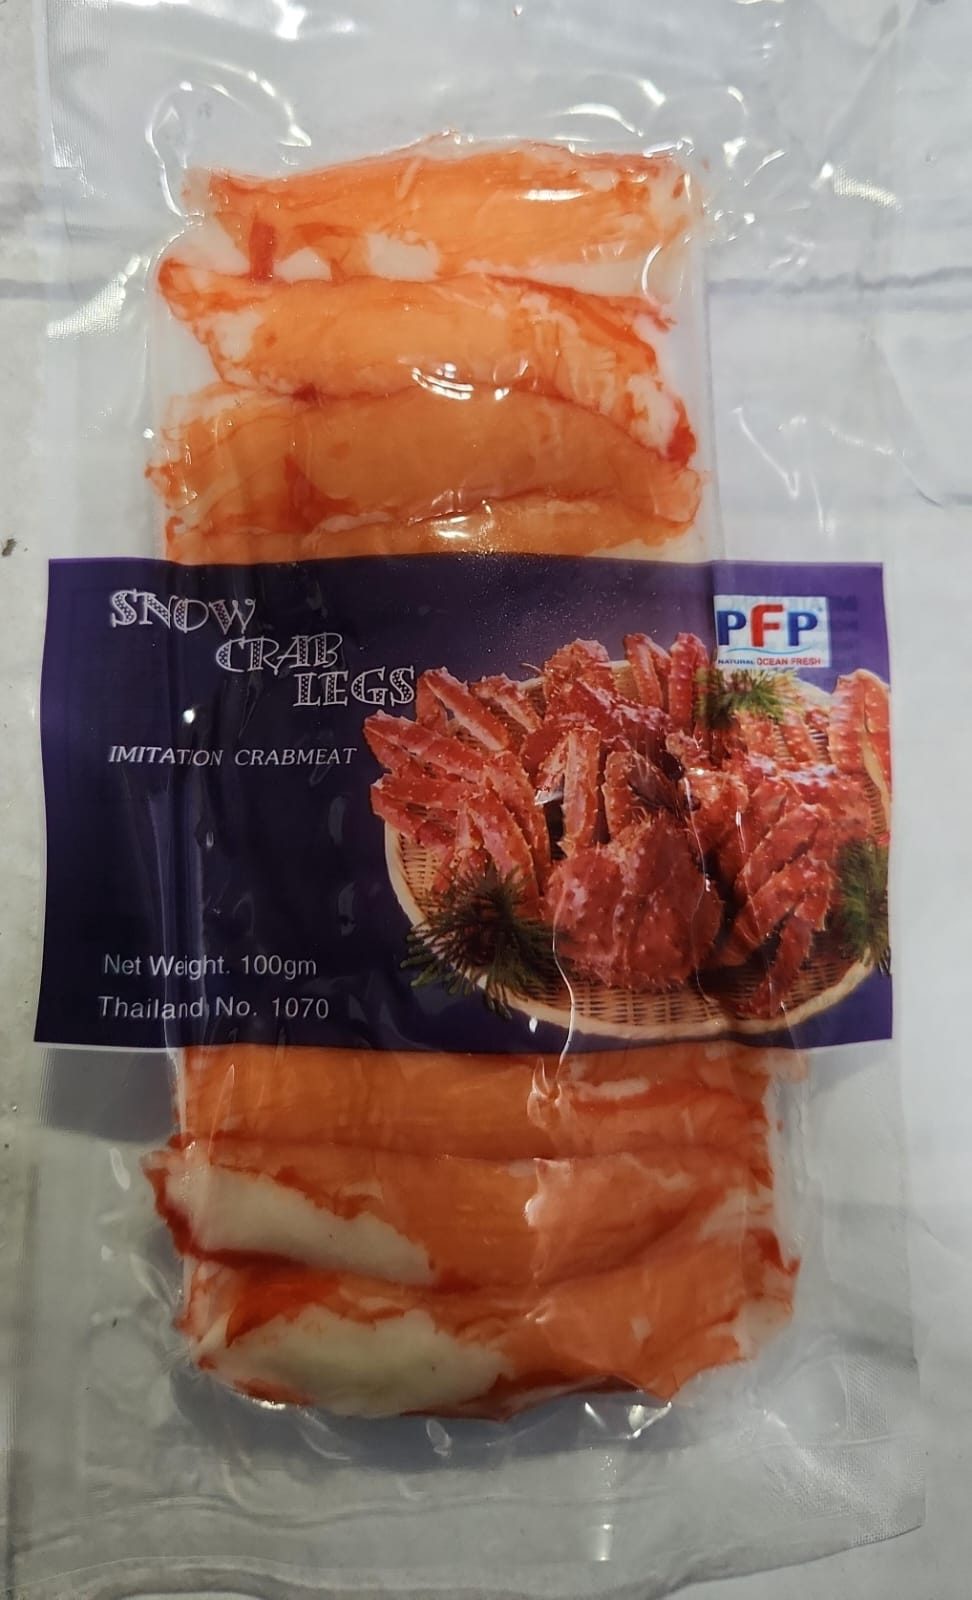 SNOW
CRAB
LEGS
PFP
NATURAL OCEAN FRESH
IMITATION CRABMEAT
Net Weight. 100gm
Thailand No. 1070